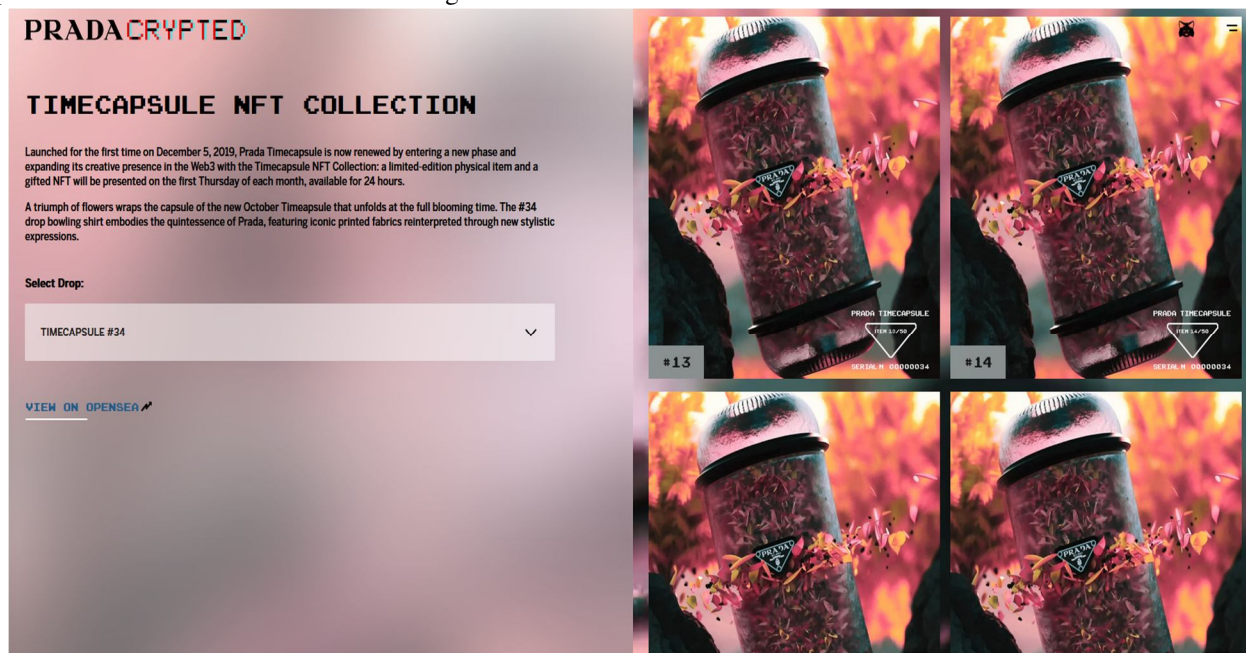 PRADA CRYPTED
TIMECAPSULE NFT COLLECTION
Launched for the first time on December 5, 2019, Prada Timecapsule is now renewed by entering a new phase and
expanding its creative presence in the Web3 with the Timecapsule NFT Collection: a limited-edition physical item and a
gifted NFT will be presented on the first Thursday of each month, available for 24 hours.
A triumph of flowers wraps the capsule of the new October Timeapsule that unfolds at the full blooming time. The #34
drop bowling shirt embodies the quintessence of Prada, featuring iconic printed fabrics reinterpreted through new stylistic
expressions.
Select Drop:
TIMECAPSULE #34
VIEW ON OPENSEA
PRADA
PRADA TIMECAPSULE
ITEM 13/50
SERIAL N 00000034
#13
PRADA
PRADA TIMECAPSULE
ITEM 14/50
SERIAL N 00000034
#14
PRADA
PRADA